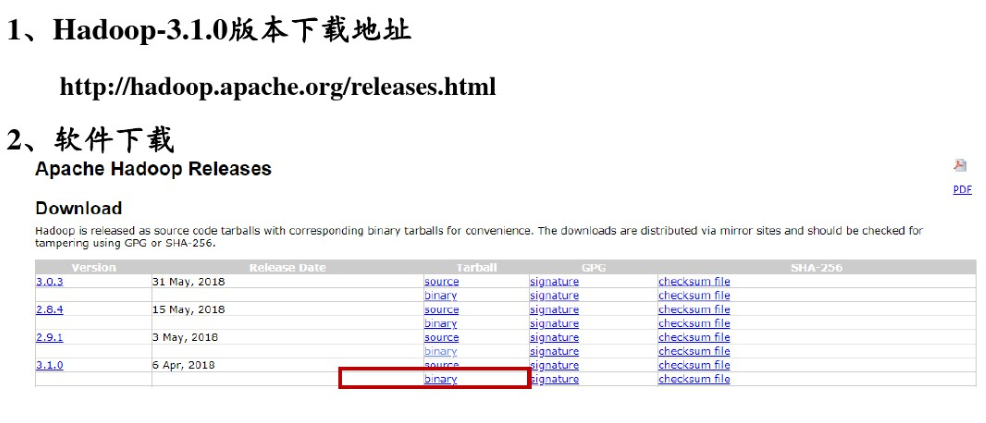 1、Hadoop-3.1.0版本下载地址
http://hadoop.apache.org/releases.html
2、软件下载
Apache Hadoop Releases
PDF
Download
Hadoop is released as source code tarballs with corresponding binary tarballs for convenience. The downloads are distributed via mirror sites and should be checked for
tampering using GPG or SHA-256.
Version Release Date Tarball GPG SHA-256
3.0.3 31 May, 2018 source signature checksum file
binary signature checksum file
2.8.4 15 May, 2018 source signature checksum file
binary signature checksum file
2.9.1 3 May, 2018 source signature checksum file
binary signature checksum file
3.1.0 6 Apr, 2018 source signature checksum file
binary signature checksum file